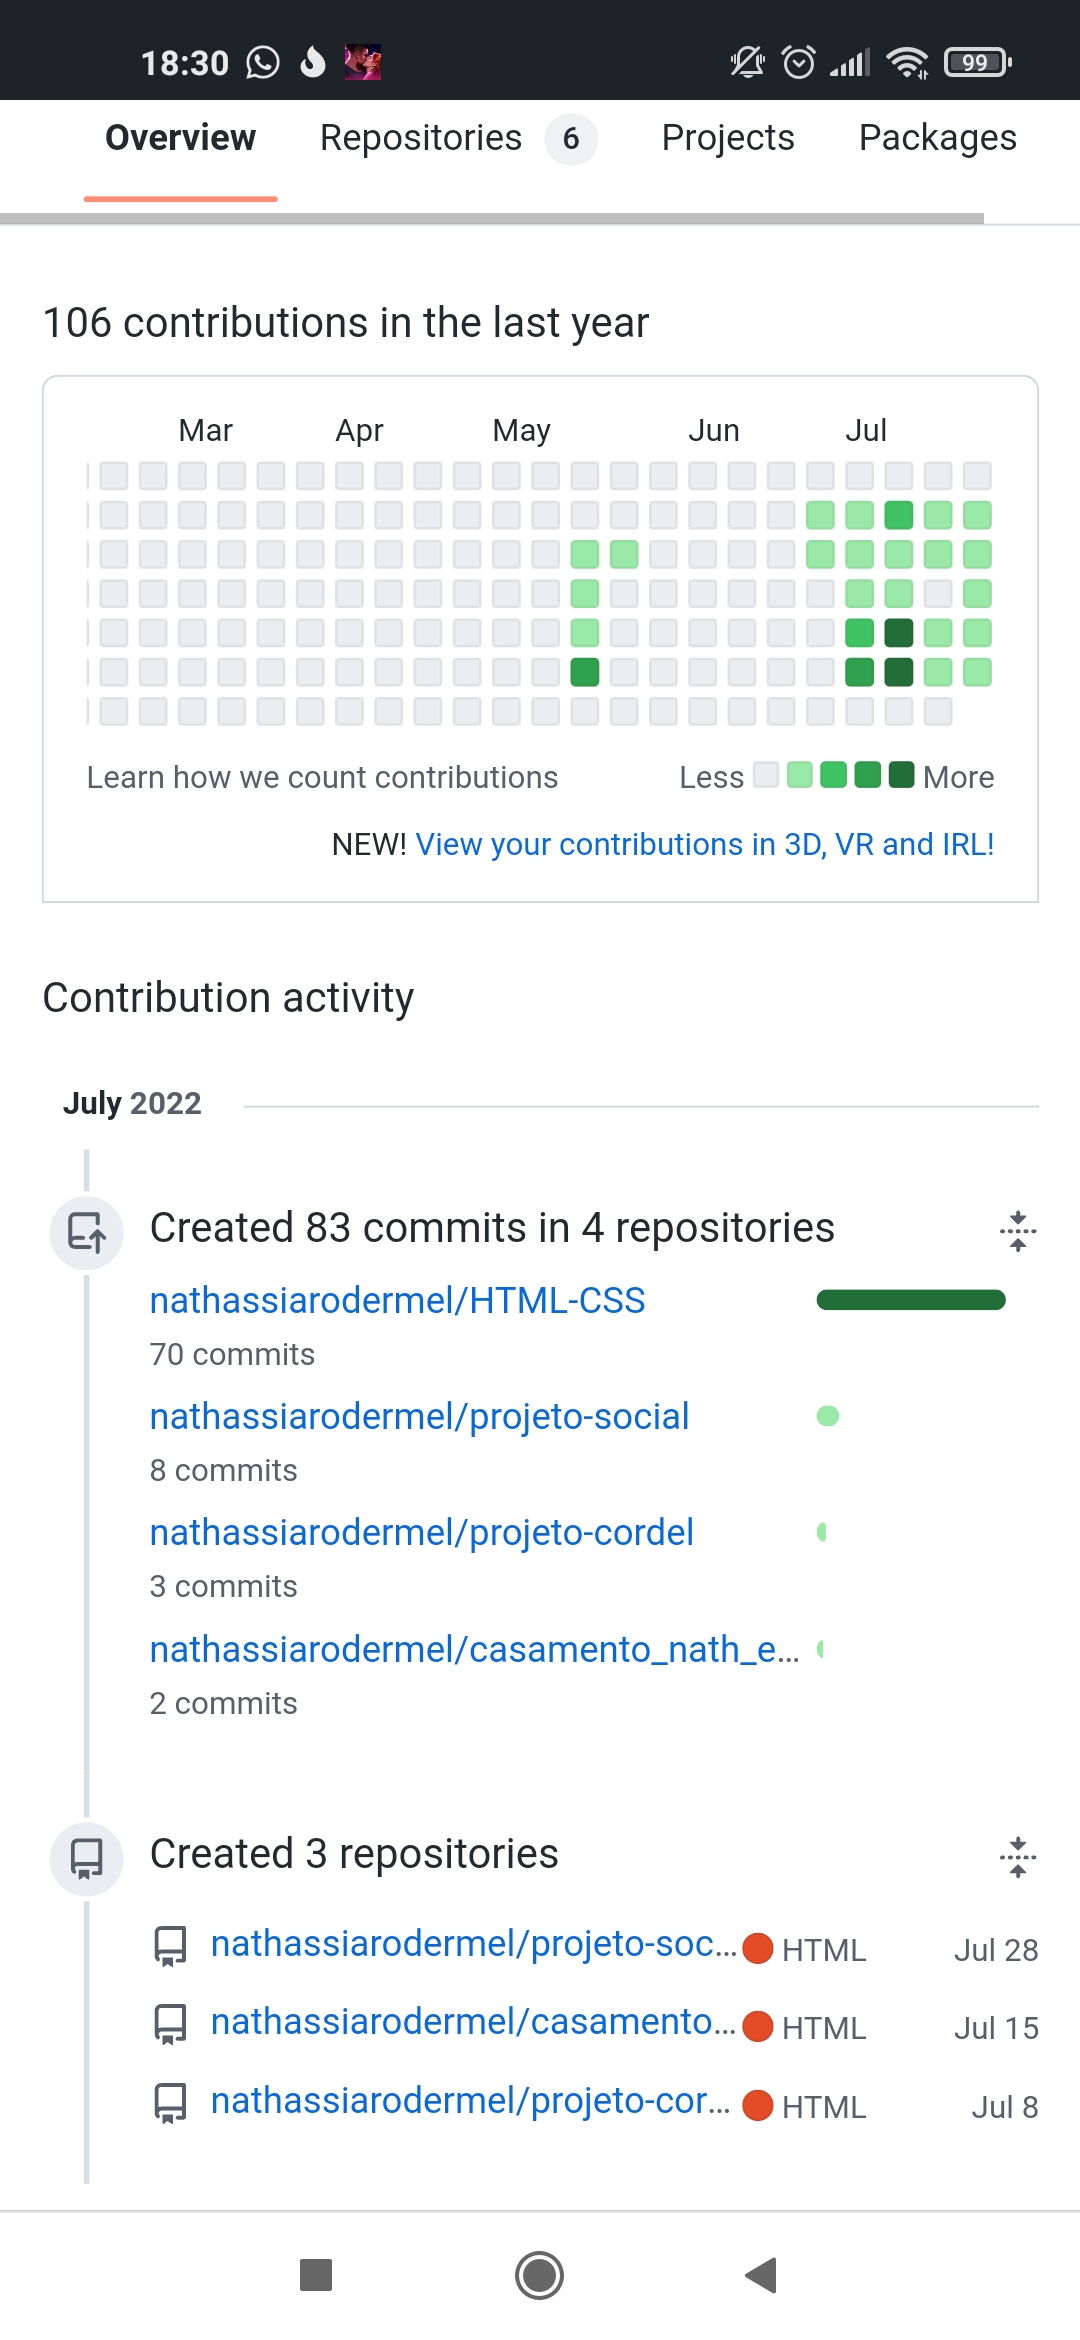 18:30 99
Overview Repositories 6 Projects Packages
106 contributions in the last year
Mar Apr May Jun Jul
Learn how we count contributions Less More
NEW! View your contributions in 3D, VR and IRL!
Contribution activity
July 2022
Created 83 commits in 4 repositories
nathassiarodermel/HTML-CSS
70 commits
nathassiarodermel/projeto-social
8 commits
nathassiarodermel/projeto-cordel
3 commits
nathassiarodermel/casamento_nath_e...
2 commits
Created 3 repositories
nathassiarodermel/projeto-soc... HTML Jul 28
nathassiarodermel/casamento... HTML Jul 15
nathassiarodermel/projeto-cor... HTML Jul 8